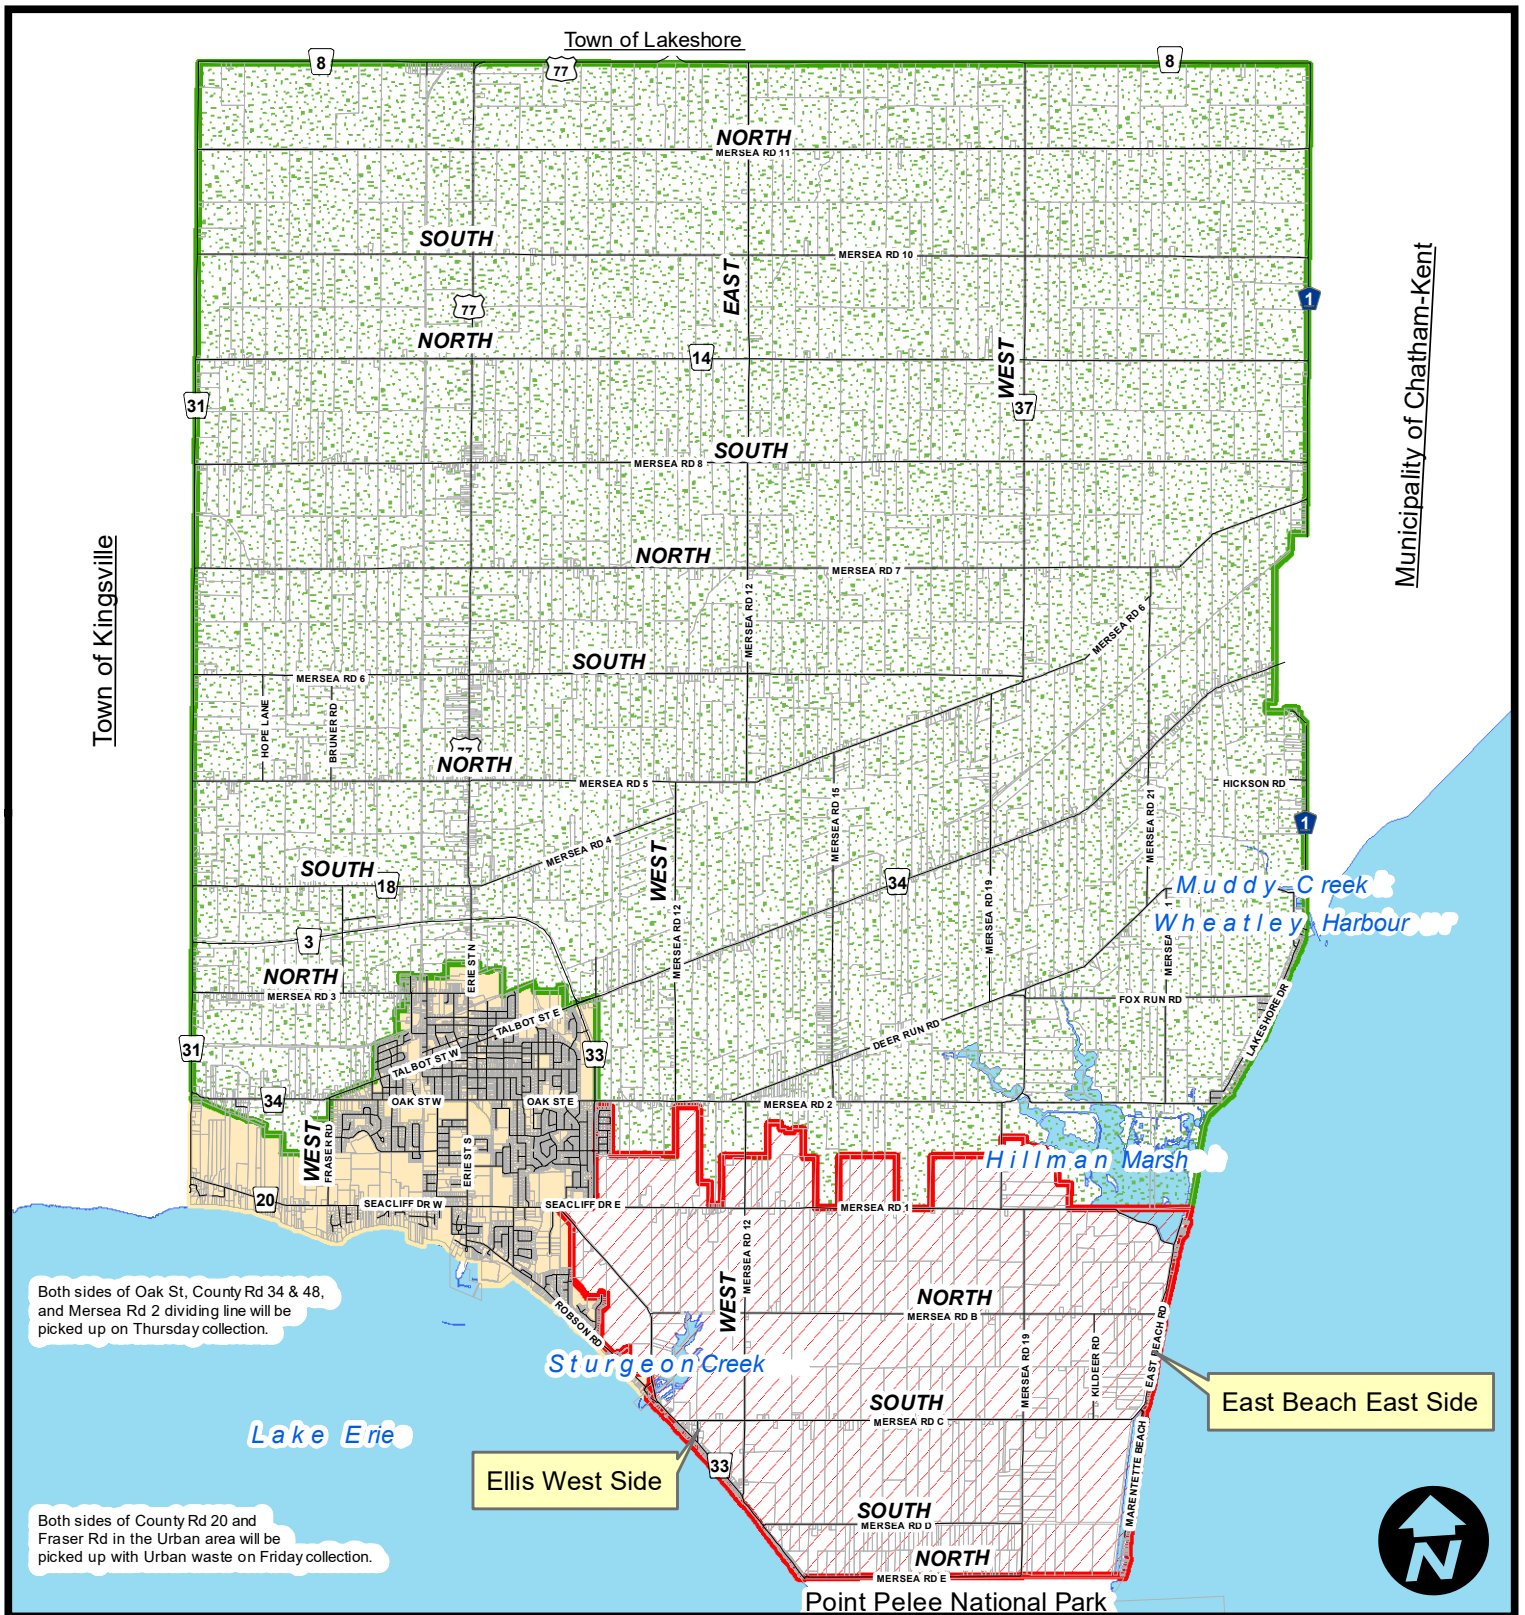 Town of Lakeshore
8
77
8
NORTH
MERSEA RD 11
SOUTH
MERSEA RD 10
EAST
77
1
NORTH
14
WEST
31
37
Municipality of Chatham-Kent
SOUTH
MERSEA RD 8
NORTH
MERSEA RD 7
MERSEA RD 12
MERSEA RD 6
Town of Kingsville
SOUTH
MERSEA RD 6
HOPE LANE
BRUNER RD
NORTH
MERSEA RD 5
HICKSON RD
MERSEA RD 15
MERSEA RD 21
1
MERSEA RD 4
SOUTH
18
WEST
34
Muddy Creek
MERSEA RD 19
Wheatley Harbour
MERSEA RD 12
3
ERIE ST N
NORTH
MERSEA RD 3
FOX RUN RD
LAKESHORE DR
TALBOT ST E
DEER RUN RD
31
TALBOT ST W
33
34
OAK ST W
OAK ST E
MERSEA RD 2
WEST
FRASER RD
ERIE ST S
Hillman Marsh
20
SEACLIFF DR W
SEACLIFF DR E
MERSEA RD 1
MERSEA RD 12
Both sides of Oak St, County Rd 34 & 48,
and Mersea Rd 2 dividing line will be
picked up on Thursday collection.
WEST
NORTH
MERSEA RD B
ROBSON RD
EAST BEACH RD
MERSEA RD 19
KILDEER RD
Sturgeon Creek
East Beach East Side
SOUTH
MERSEA RD C
Lake Erie
33
Ellis West Side
MARENTETTE BEACH
SOUTH
MERSEA RD D
Both sides of County Rd 20 and
Fraser Rd in the Urban area will be
picked up with Urban waste on Friday collection.
NORTH
MERSEA RD E
N
Point Pelee National Park